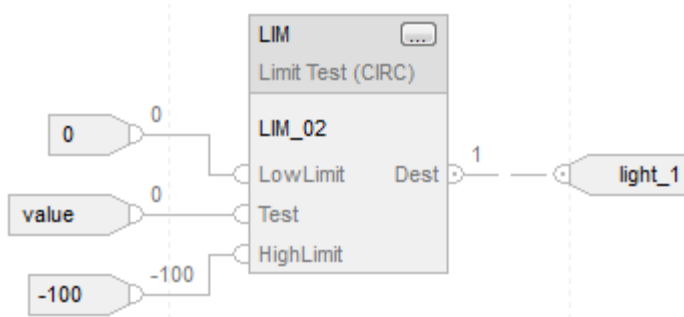 LIM
...
Limit Test (CIRC)
LIM_02
0
0
LowLimit
Dest
1
light_1
value
0
Test
-100
-100
HighLimit